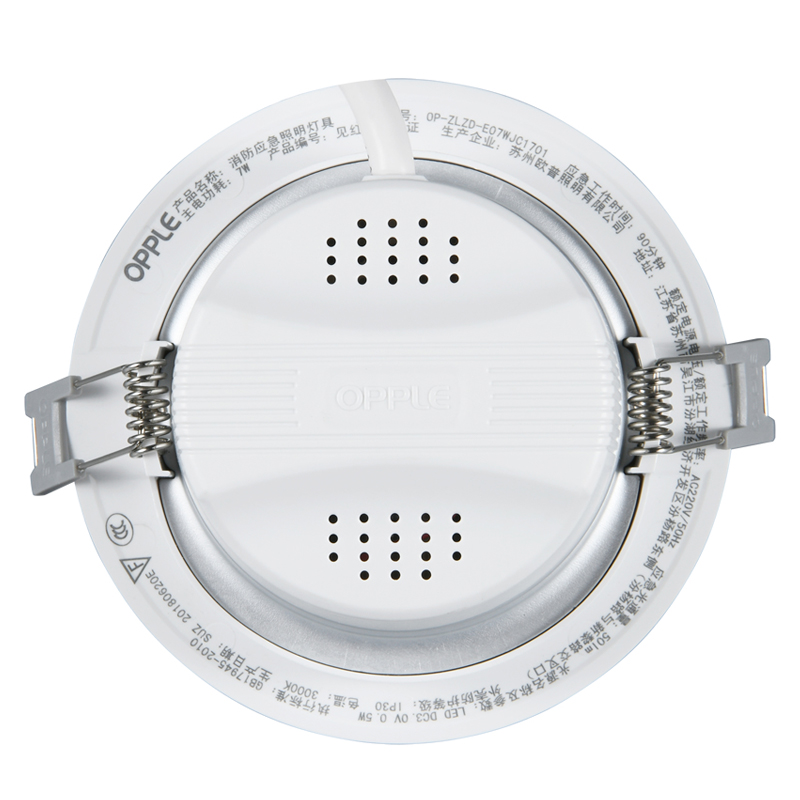 OPPLE
产品名称: 消防应急照明灯具
号: OP-ZLZD-E07WJC1701
应急工作时间: 90分钟
额定电源电压/额定工作频率: AC220V/50Hz
应急光通量: 50lm
光源名称及参数: LED DC3.0V 0.5W
外壳防护等级: IP30
色温: 3000K
执行标准: GB17945-2010
生产日期: SUZ 20180620E
主电功耗: 7W
产品编号: 见红
证
生产企业: 苏州欧普照明有限公司
地址: 江苏省苏州
吴江市汾湖经济开发区汾杨路东侧(汾杨路与新黎路交叉口)
CCC
F
OPPLE